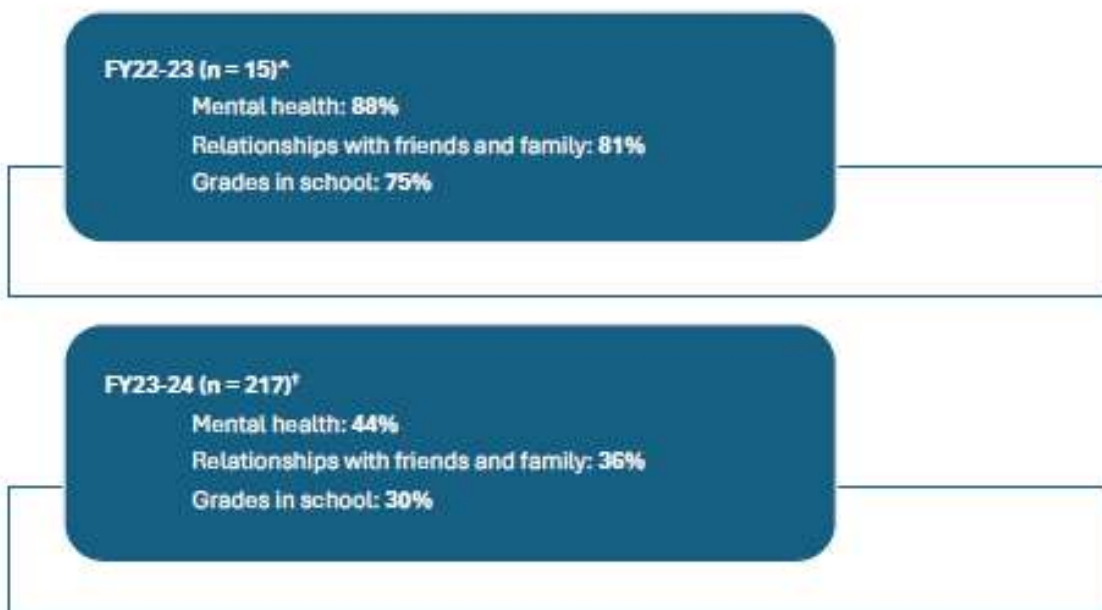 FY22-23 (n = 15)^
Mental health: 88%
Relationships with friends and family: 81%
Grades in school: 75%
FY23-24 (n = 217)†
Mental health: 44%
Relationships with friends and family: 36%
Grades in school: 30%